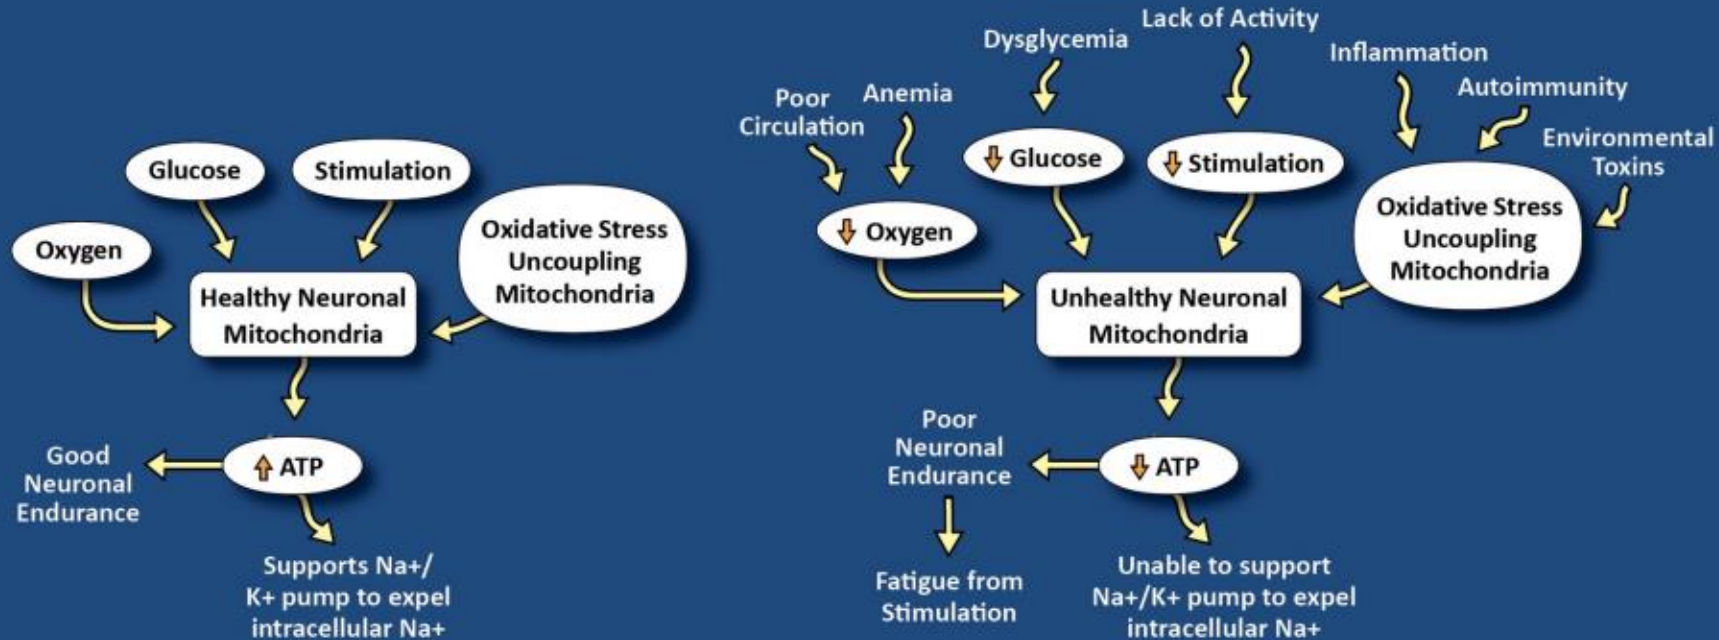 Glucose
Stimulation
Oxygen
Oxidative Stress
Uncoupling
Mitochondria
Healthy Neuronal
Mitochondria
ATP
Good
Neuronal
Endurance
Supports Na+/
K+ pump to expel
intracellular Na+
Lack of Activity
Dysglycemia
Inflammation
Autoimmunity
Poor
Circulation
Anemia
Environmental
Toxins
Glucose
Stimulation
Oxygen
Oxidative Stress
Uncoupling
Mitochondria
Unhealthy Neuronal
Mitochondria
ATP
Poor
Neuronal
Endurance
Fatigue from
Stimulation
Unable to support
Na+/K+ pump to expel
intracellular Na+